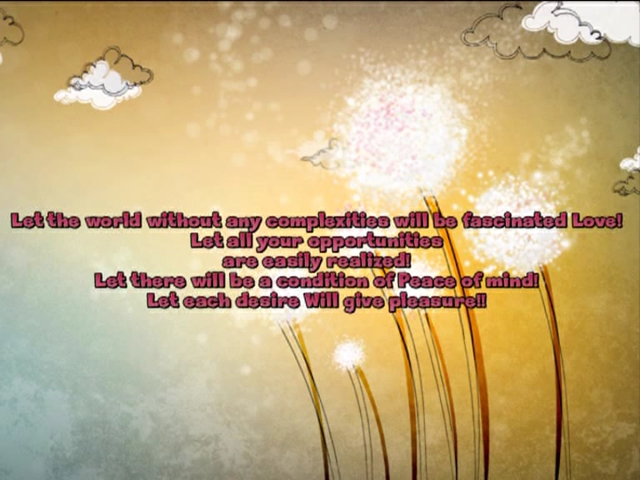 Let the world without any complexities will be fascinated Love!
Let all your opportunities
are easily realized!
Let there will be a condition of Peace of mind!
Let each desire Will give pleasure!!